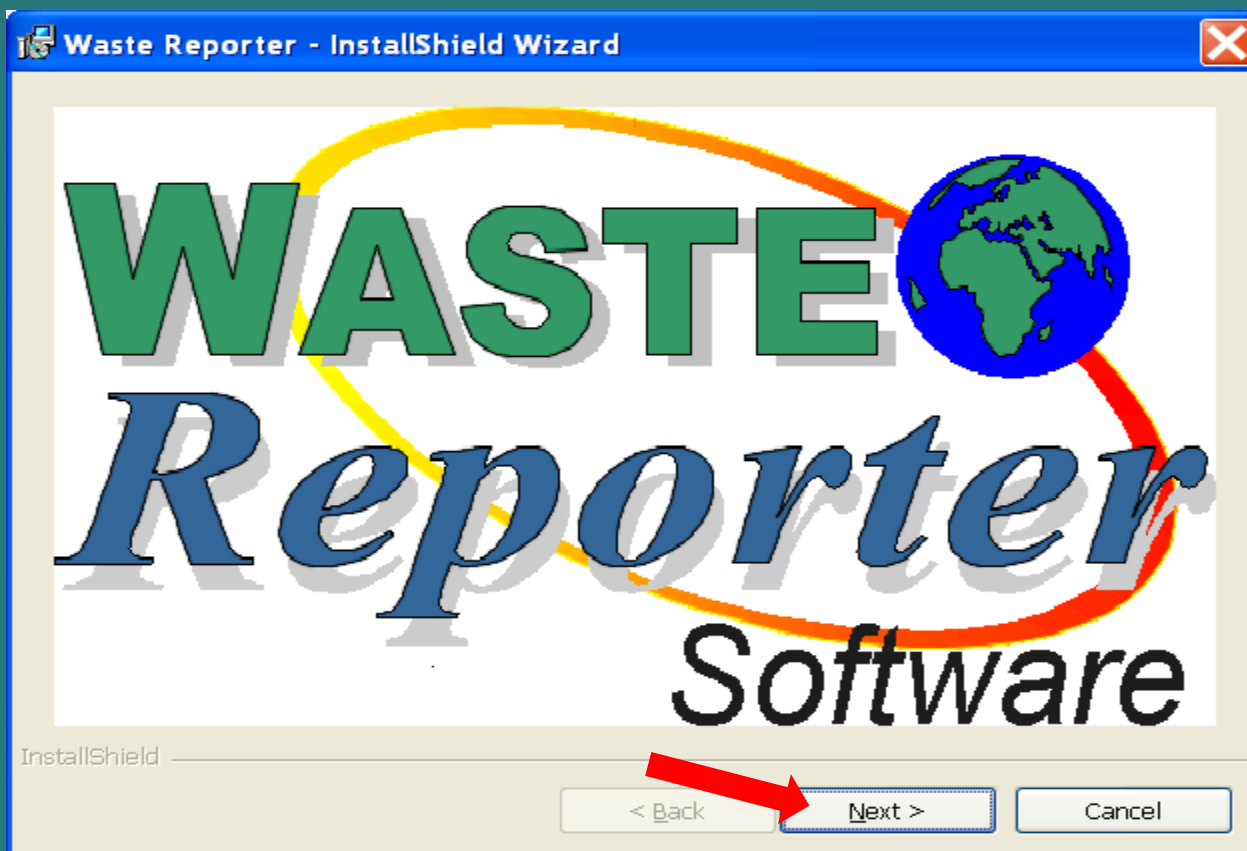 Waste Reporter - InstallShield Wizard
WASTE
Reporter
Software
InstallShield
< Back
Next >
Cancel